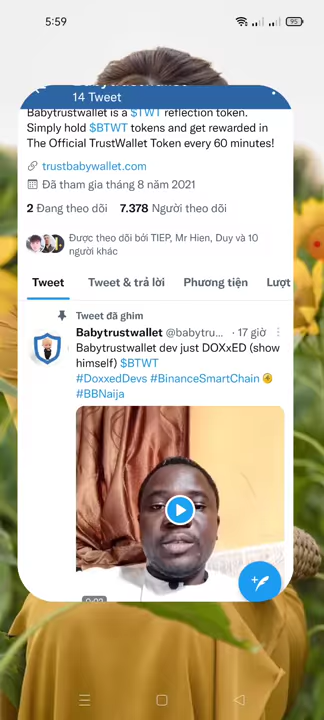 5:59
95
14 Tweet
Babytrustwallet is a $TWT reflection token.
Simply hold $BTWT tokens and get rewarded in
The Official TrustWallet Token every 60 minutes!
trustbabywallet.com
Đã tham gia tháng 8 năm 2021
2 Đang theo dõi 7.378 Người theo dõi
Được theo dõi bởi TIEP, Mr Hien, Duy và 10
người khác
Tweet Tweet & trả lời Phương tiện Lượt
Tweet đã ghim
Babytrustwallet @babytru... · 17 giờ
Babytrustwallet dev just DOXxED (show
himself) $BTWT
#DoxxedDevs #BinanceSmartChain
#BBNaija